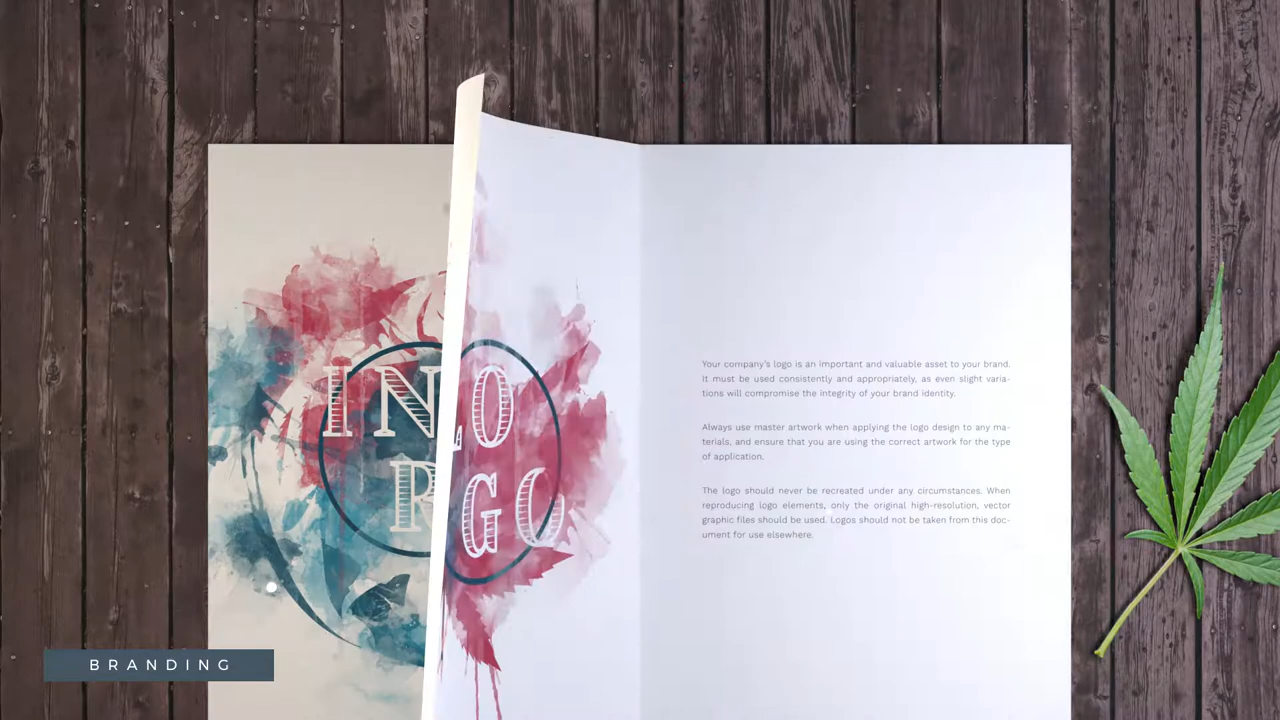 IN
R
LO
GO
Your company's logo is an important and valuable asset to your brand.
It must be used consistently and appropriately, as even slight varia-
tions will compromise the integrity of your brand identity.
Always use master artwork when applying the logo design to any ma-
terials, and ensure that you are using the correct artwork for the type
of application.
The logo should never be recreated under any circumstances. When
reproducing logo elements, only the original high-resolution, vector
graphic files should be used. Logos should not be taken from this doc-
ument for use elsewhere.
BRANDING